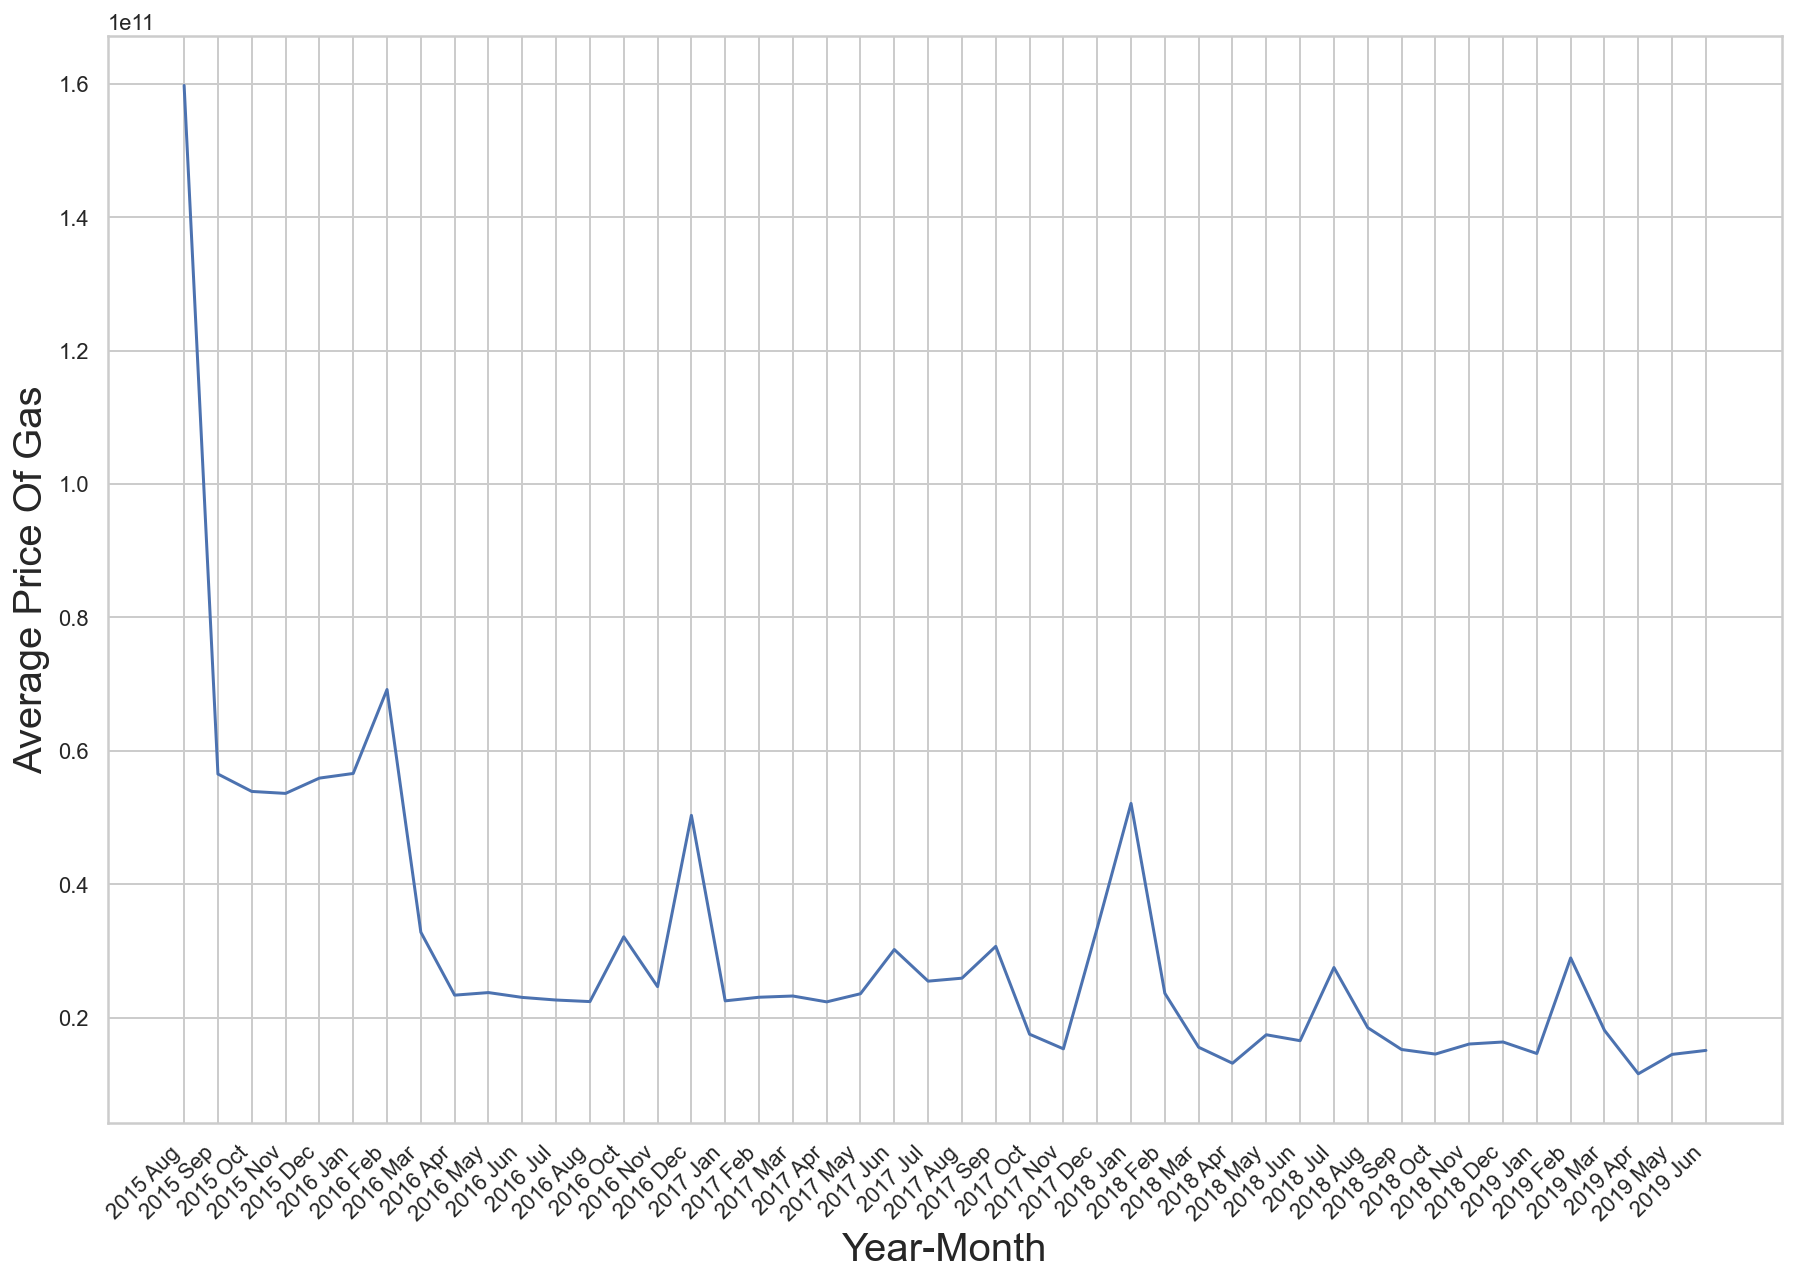 1e11
1.6
1.4
1.2
1.0
0.8
0.6
0.4
0.2
Average Price Of Gas
2015 Aug
2015 Sep
2015 Oct
2015 Nov
2015 Dec
2016 Jan
2016 Feb
2016 Mar
2016 Apr
2016 May
2016 Jun
2016 Jul
2016 Aug
2016 Oct
2016 Nov
2016 Dec
2017 Jan
2017 Feb
2017 Mar
2017 Apr
2017 May
2017 Jun
2017 Jul
2017 Aug
2017 Sep
2017 Oct
2017 Nov
2017 Dec
2018 Jan
2018 Feb
2018 Mar
2018 Apr
2018 May
2018 Jun
2018 Jul
2018 Aug
2018 Sep
2018 Oct
2018 Nov
2018 Dec
2019 Jan
2019 Feb
2019 Mar
2019 Apr
2019 May
2019 Jun
Year-Month